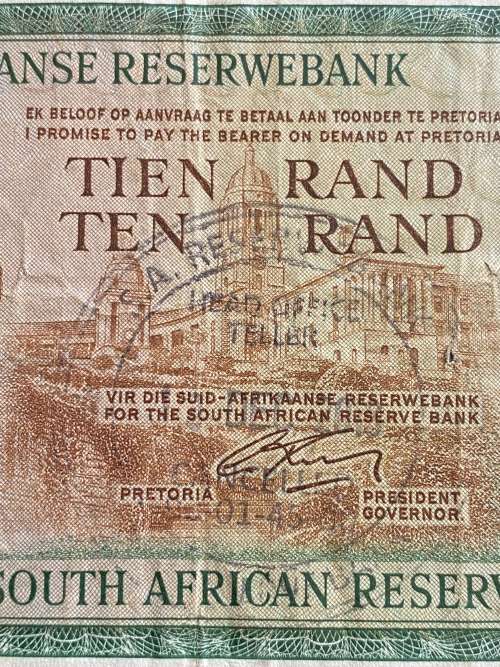 ANSE RESERWEBANK
EK BELOOF OP AANVRAAG TE BETAAL AAN TOONDER TE PRETORIA
I PROMISE TO PAY THE BEARER ON DEMAND AT PRETORIA
TIEN RAND
TEN RAND
HEAD OFFICE
TELLER
VIR DIE SUID-AFRIKAANSE RESERWEBANK
FOR THE SOUTH AFRICAN RESERVE BANK
PRETORIA
PRESIDENT,
GOVERNOR.
SOUTH AFRICAN RESERV